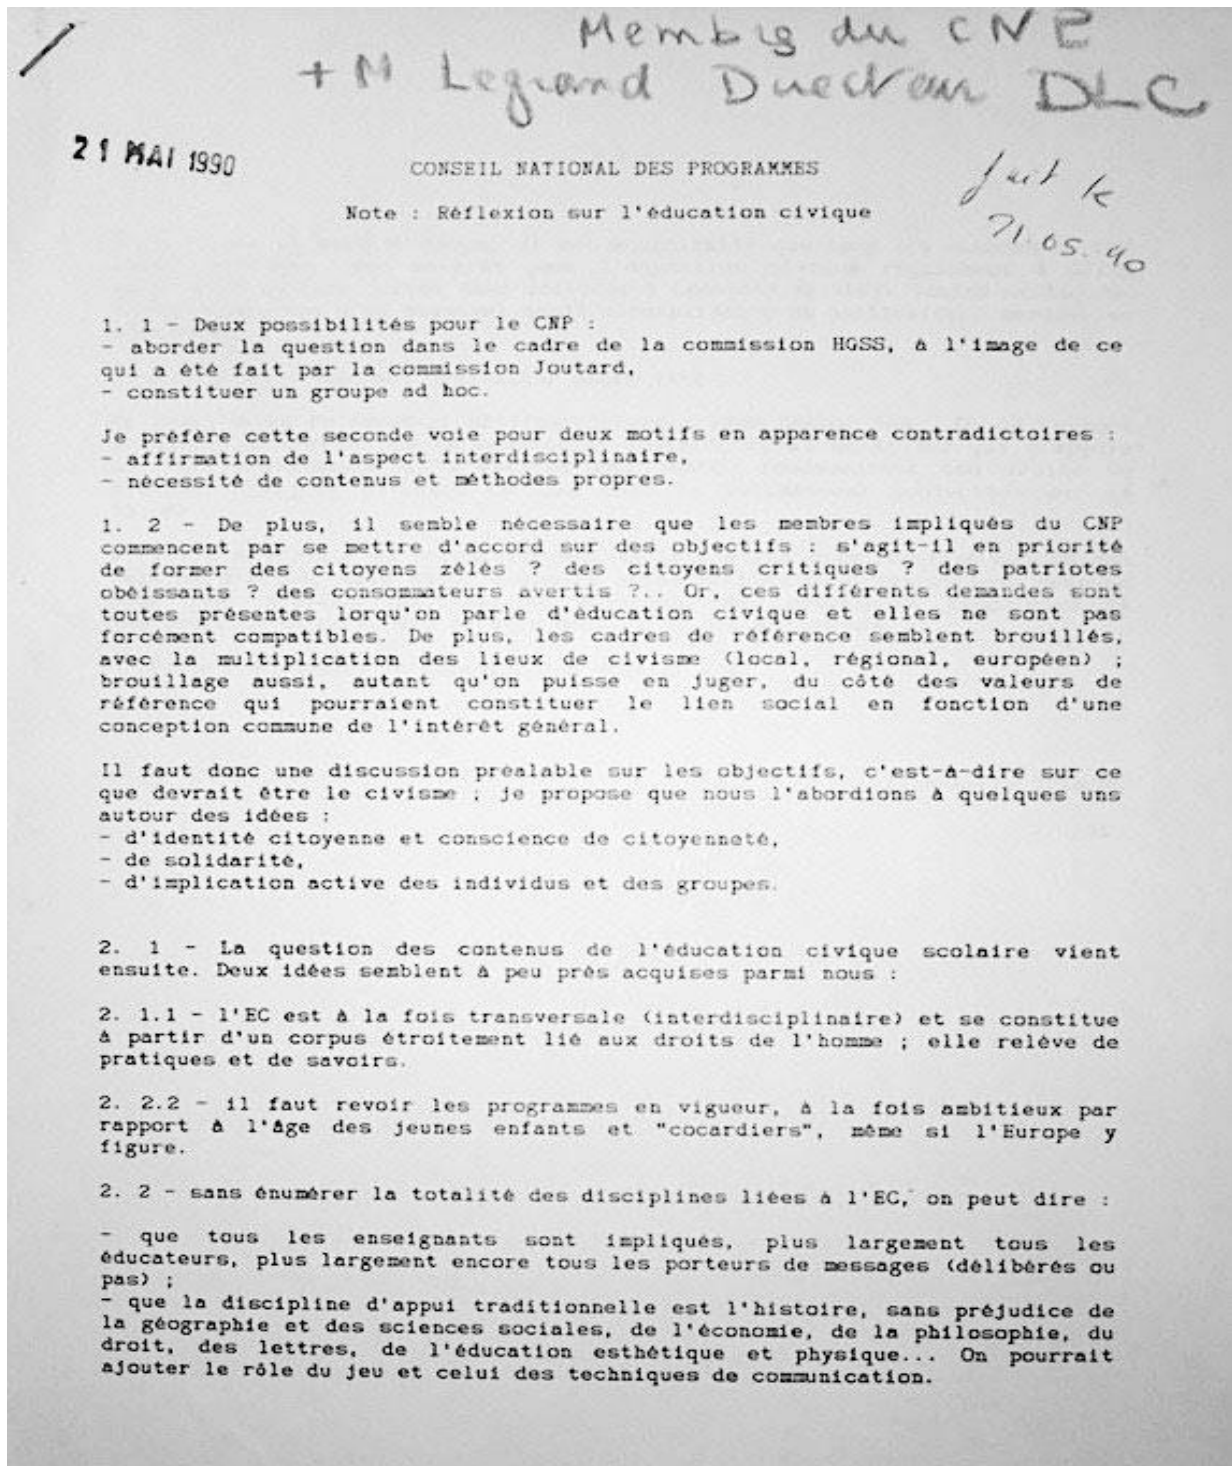 Membres du CNP
+ M Legrand Directeur DLC
21 MAI 1990
CONSEIL NATIONAL DES PROGRAMMES
fait le
21.05.90
Note : Réflexion sur l'éducation civique
1. 1 - Deux possibilités pour le CNP :
- aborder la question dans le cadre de la commission HGSS, à l'image de ce
qui a été fait par la commission Joutard,
- constituer un groupe ad hoc.
Je préfère cette seconde voie pour deux motifs en apparence contradictoires :
- affirmation de l'aspect interdisciplinaire,
- nécessité de contenus et méthodes propres.
1. 2 - De plus, il semble nécessaire que les membres impliqués du CNP
commencent par se mettre d'accord sur des objectifs : s'agit-il en priorité
de former des citoyens zélés ? des citoyens critiques ? des patriotes
obéissants ? des consommateurs avertis ?.. Or, ces différents demandes sont
toutes présentes lorqu'on parle d'éducation civique et elles ne sont pas
forcément compatibles. De plus, les cadres de référence semblent brouillés,
avec la multiplication des lieux de civisme (local, régional, européen) ;
brouillage aussi, autant qu'on puisse en juger, du côté des valeurs de
référence qui pourraient constituer le lien social en fonction d'une
conception commune de l'intérêt général.
Il faut donc une discussion préalable sur les objectifs, c'est-à-dire sur ce
que devrait être le civisme ; je propose que nous l'abordions à quelques uns
autour des idées :
- d'identité citoyenne et conscience de citoyenneté,
- de solidarité,
- d'implication active des individus et des groupes.
2. 1 - La question des contenus de l'éducation civique scolaire vient
ensuite. Deux idées semblent à peu près acquises parmi nous :
2. 1.1 - l'EC est à la fois transversale (interdisciplinaire) et se constitue
à partir d'un corpus étroitement lié aux droits de l'homme ; elle relève de
pratiques et de savoirs.
2. 2.2 - il faut revoir les programmes en vigueur, à la fois ambitieux par
rapport à l'âge des jeunes enfants et "cocardiers", même si l'Europe y
figure.
2. 2 - sans énumérer la totalité des disciplines liées à l'EC, on peut dire :
- que tous les enseignants sont impliqués, plus largement tous les
éducateurs, plus largement encore tous les porteurs de messages (délibérés ou
pas) ;
- que la discipline d'appui traditionnelle est l'histoire, sans préjudice de
la géographie et des sciences sociales, de l'économie, de la philosophie, du
droit, des lettres, de l'éducation esthétique et physique... On pourrait
ajouter le rôle du jeu et celui des techniques de communication.